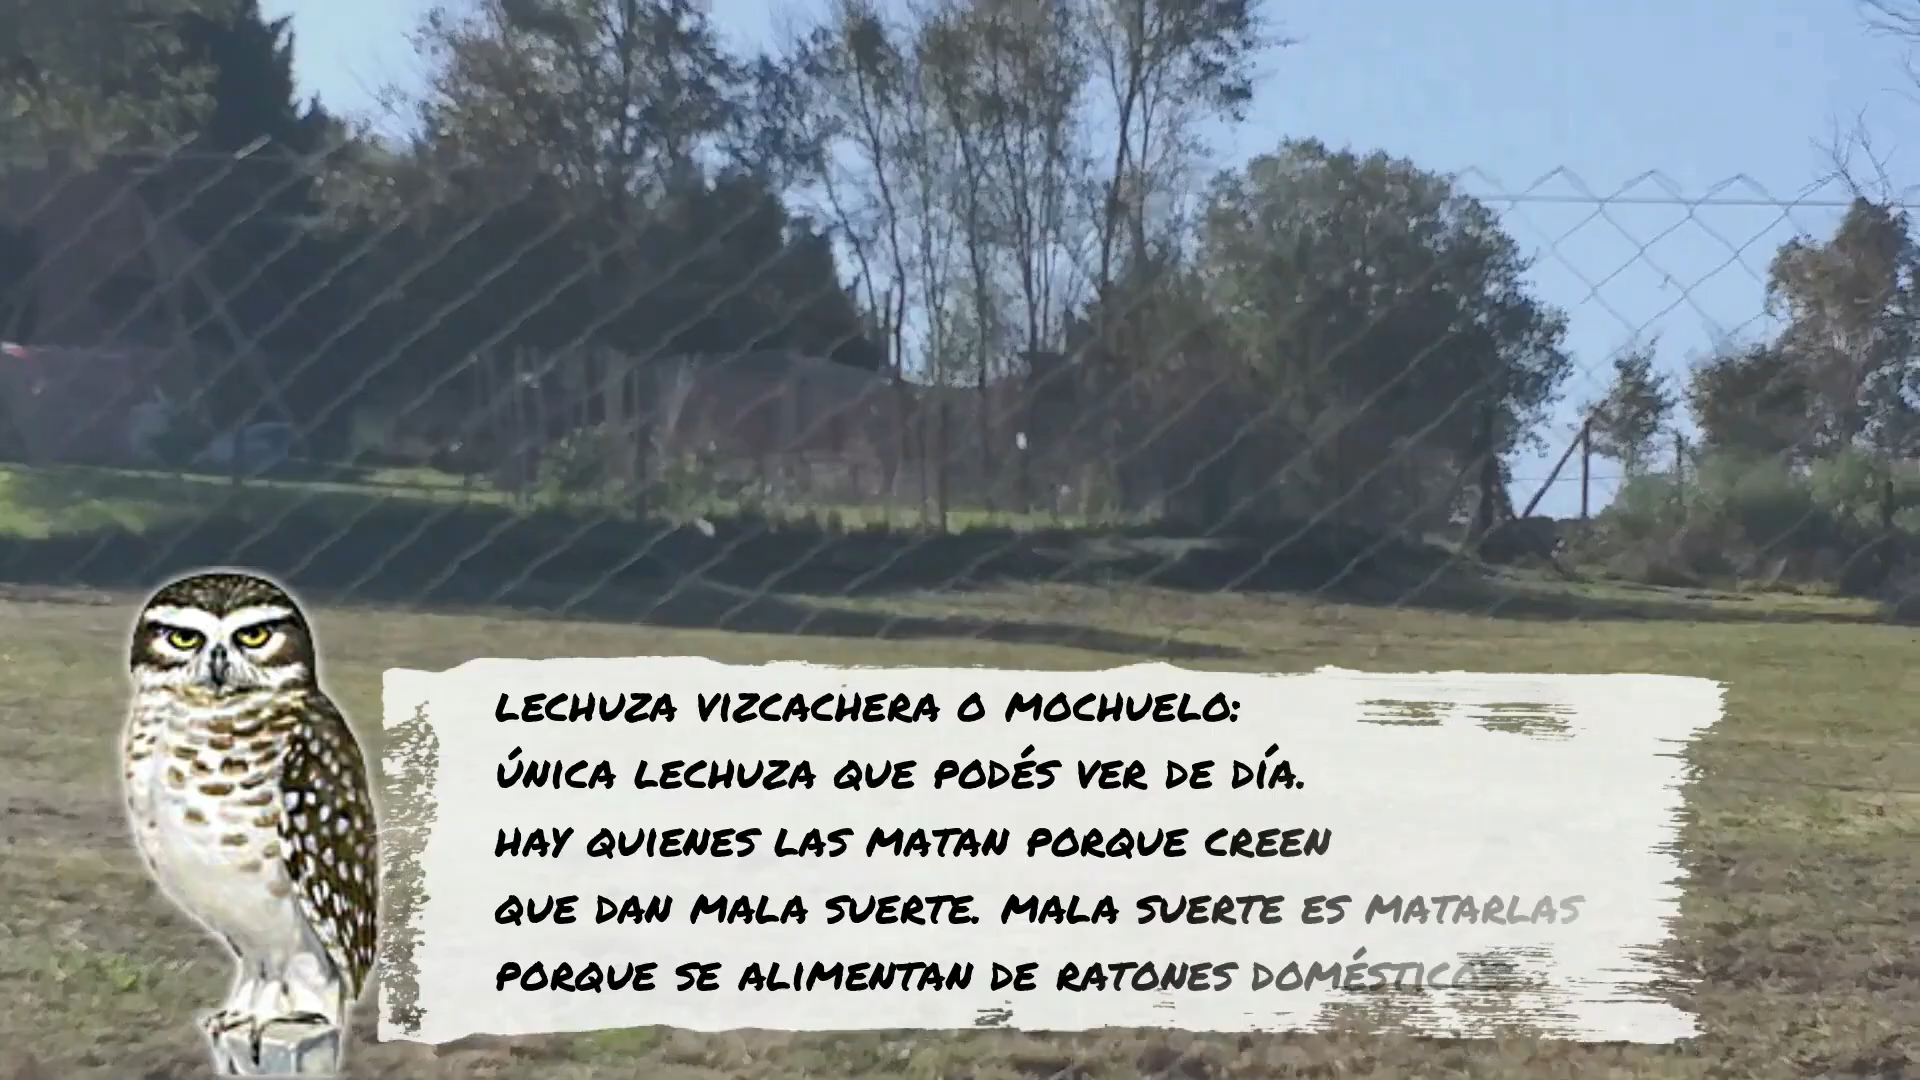 LECHUZA VIZCACHERA O MOCHUELO:
ÚNICA LECHUZA QUE PODÉS VER DE DÍA.
HAY QUIENES LAS MATAN PORQUE CREEN
QUE DAN MALA SUERTE. MALA SUERTE ES MATARLAS
PORQUE SE ALIMENTAN DE RATONES DOMÉSTICOS